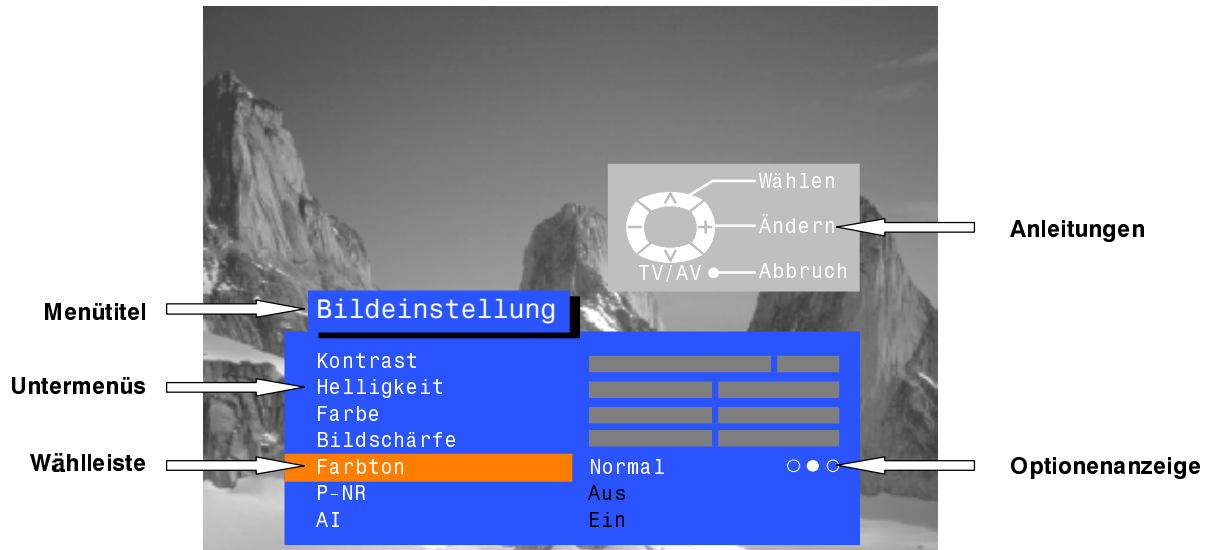 Wählen
Ändern
TV/AV Abbruch
Anleitungen
Menütitel
Bildeinstellung
Kontrast
Untermenüs
Helligkeit
Farbe
Bildschärfe
Wählleiste
Farbton Normal
Optionenanzeige
P-NR Aus
AI Ein